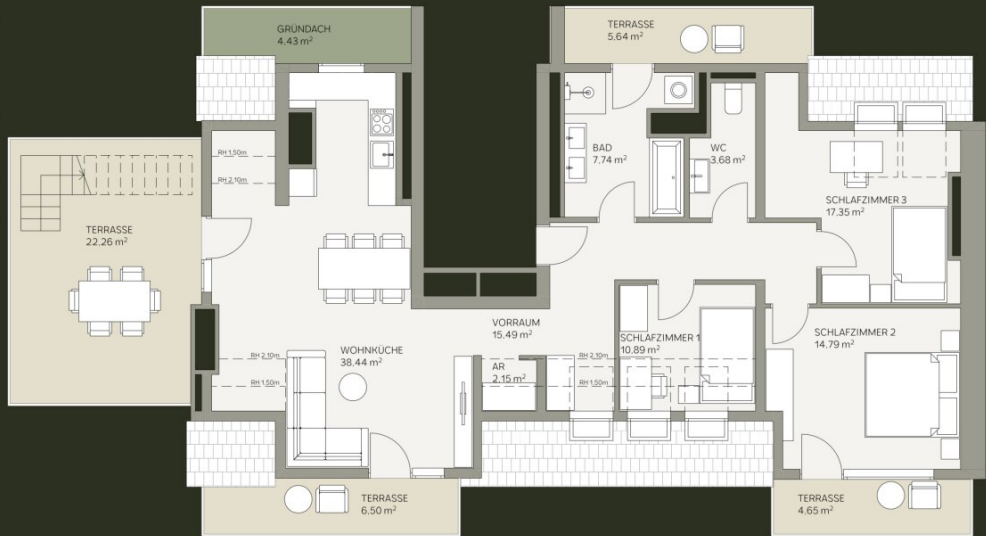 GRÜNDACH
4.43 m²
TERRASSE
5.64 m²
RH 1.50m
RH 2.10m
BAD
7.74 m²
WC
3.68 m²
SCHLAFZIMMER 3
17.35 m²
TERRASSE
22.26 m²
VORRAUM
15.49 m²
SCHLAFZIMMER 1
10.89 m²
SCHLAFZIMMER 2
14.79 m²
WOHNKÜCHE
38.44 m²
RH 2.10m
RH 1.50m
AR
2.15 m²
RH 2.10m
RH 1.50m
TERRASSE
6.50 m²
TERRASSE
4.65 m²